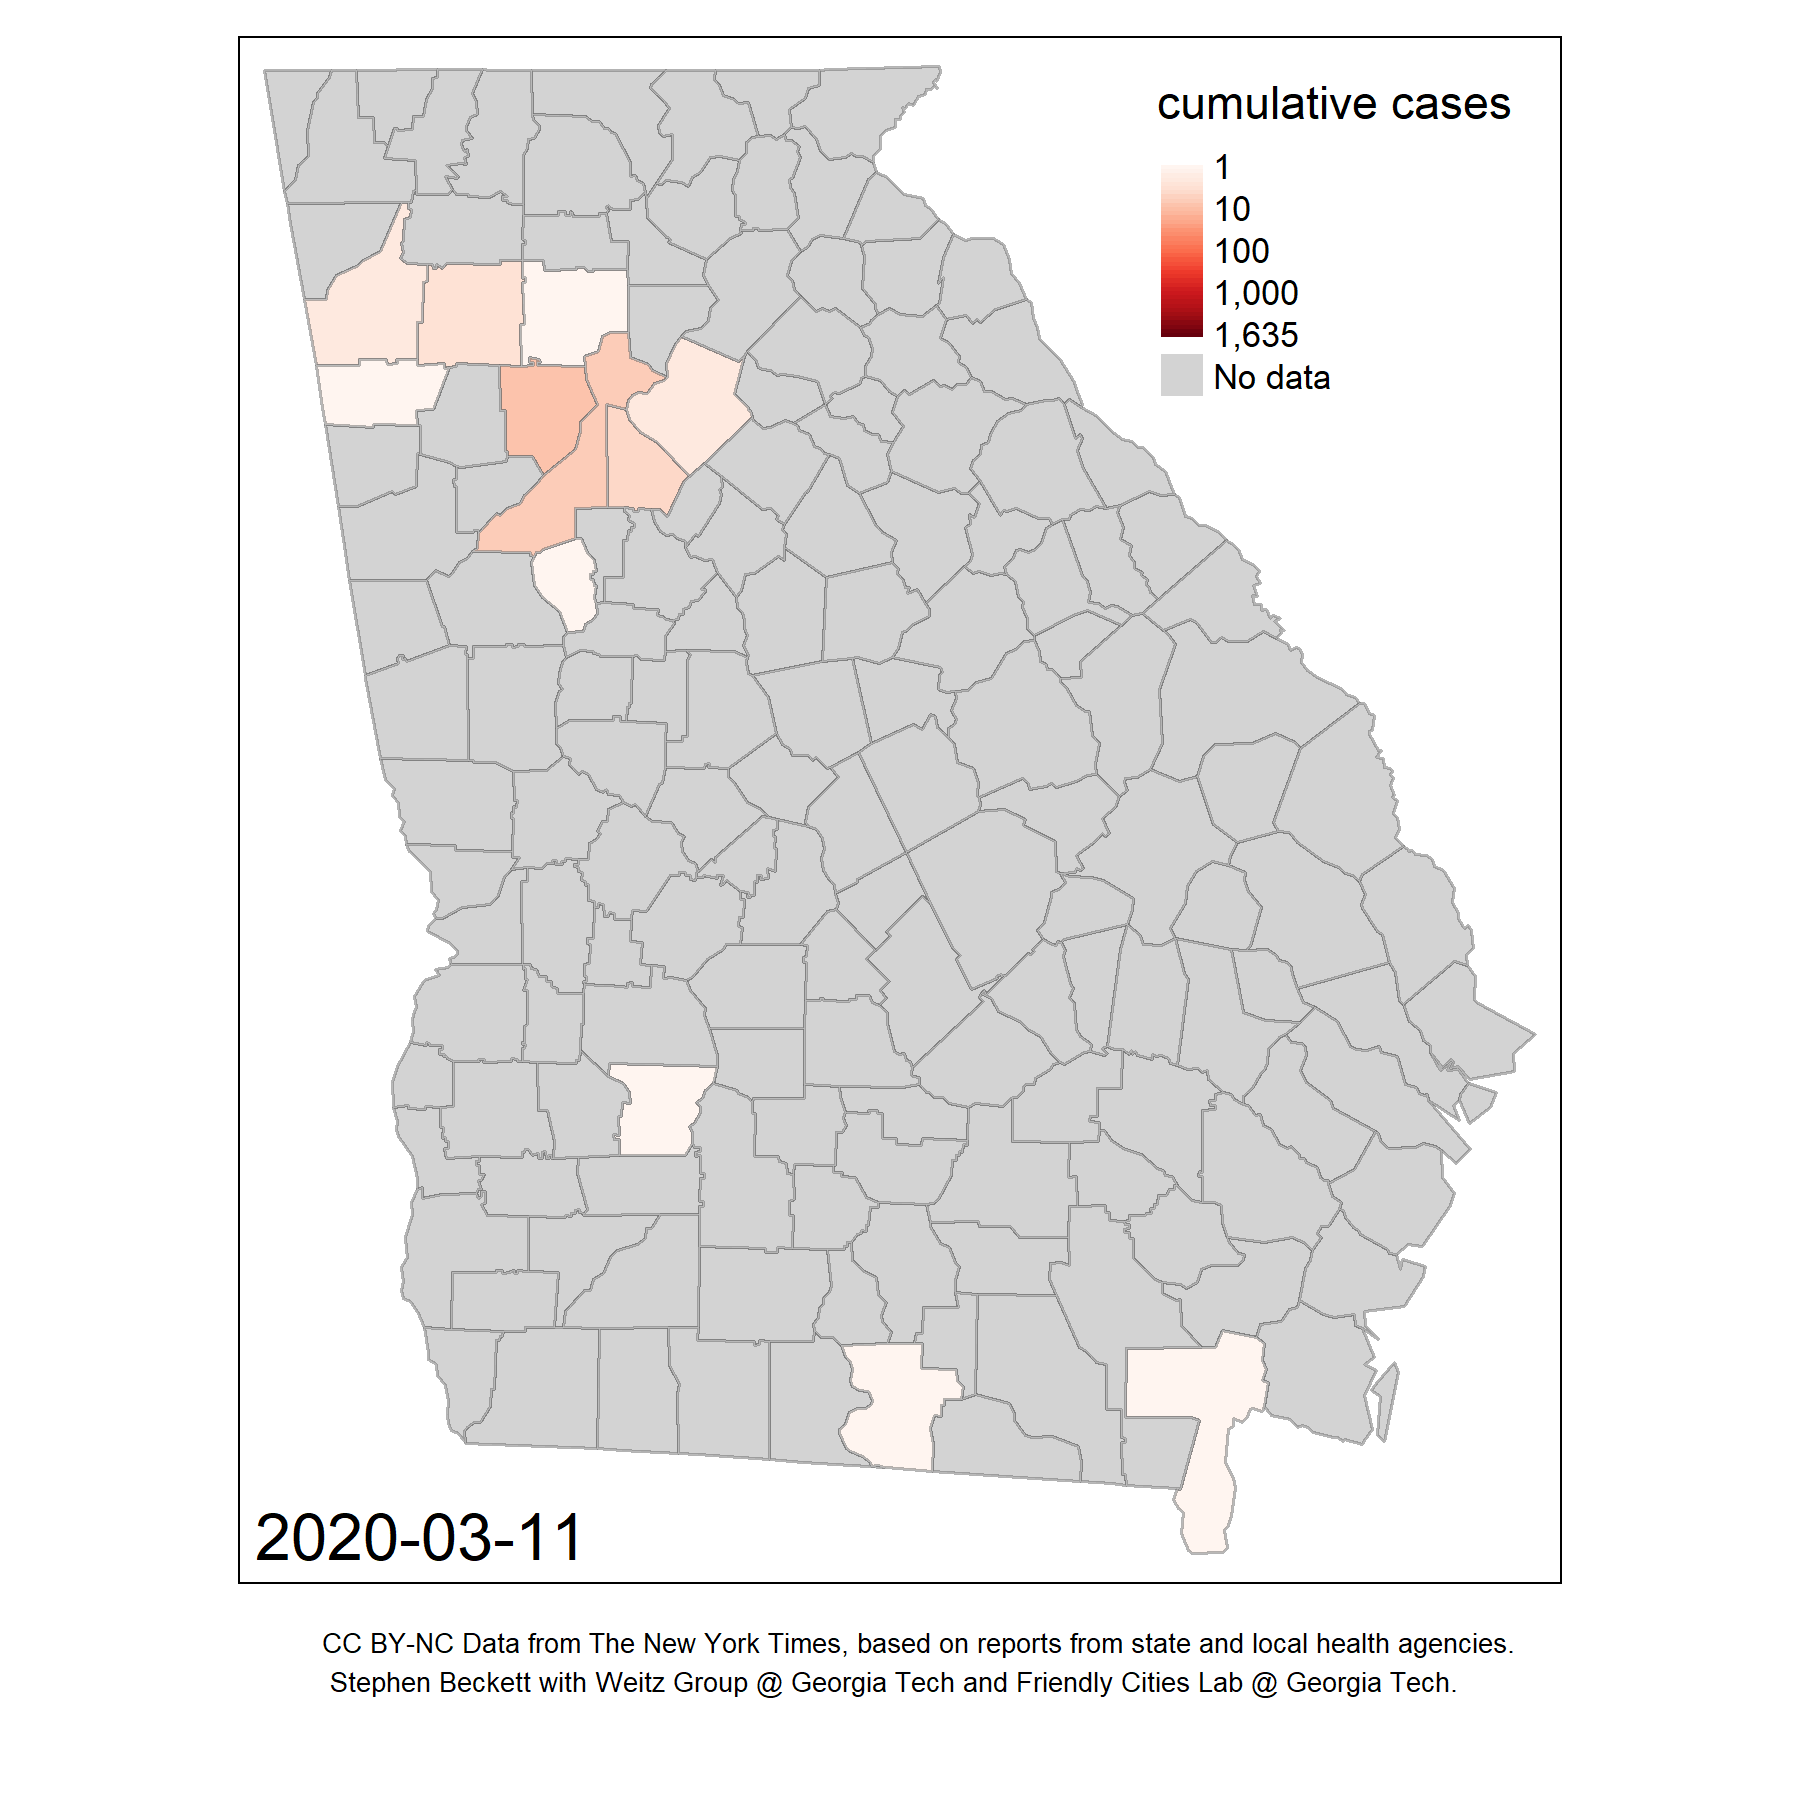 cumulative cases
1
10
100
1,000
1,635
No data
2020-03-11
CC BY-NC Data from The New York Times, based on reports from state and local health agencies.
Stephen Beckett with Weitz Group @ Georgia Tech and Friendly Cities Lab @ Georgia Tech.